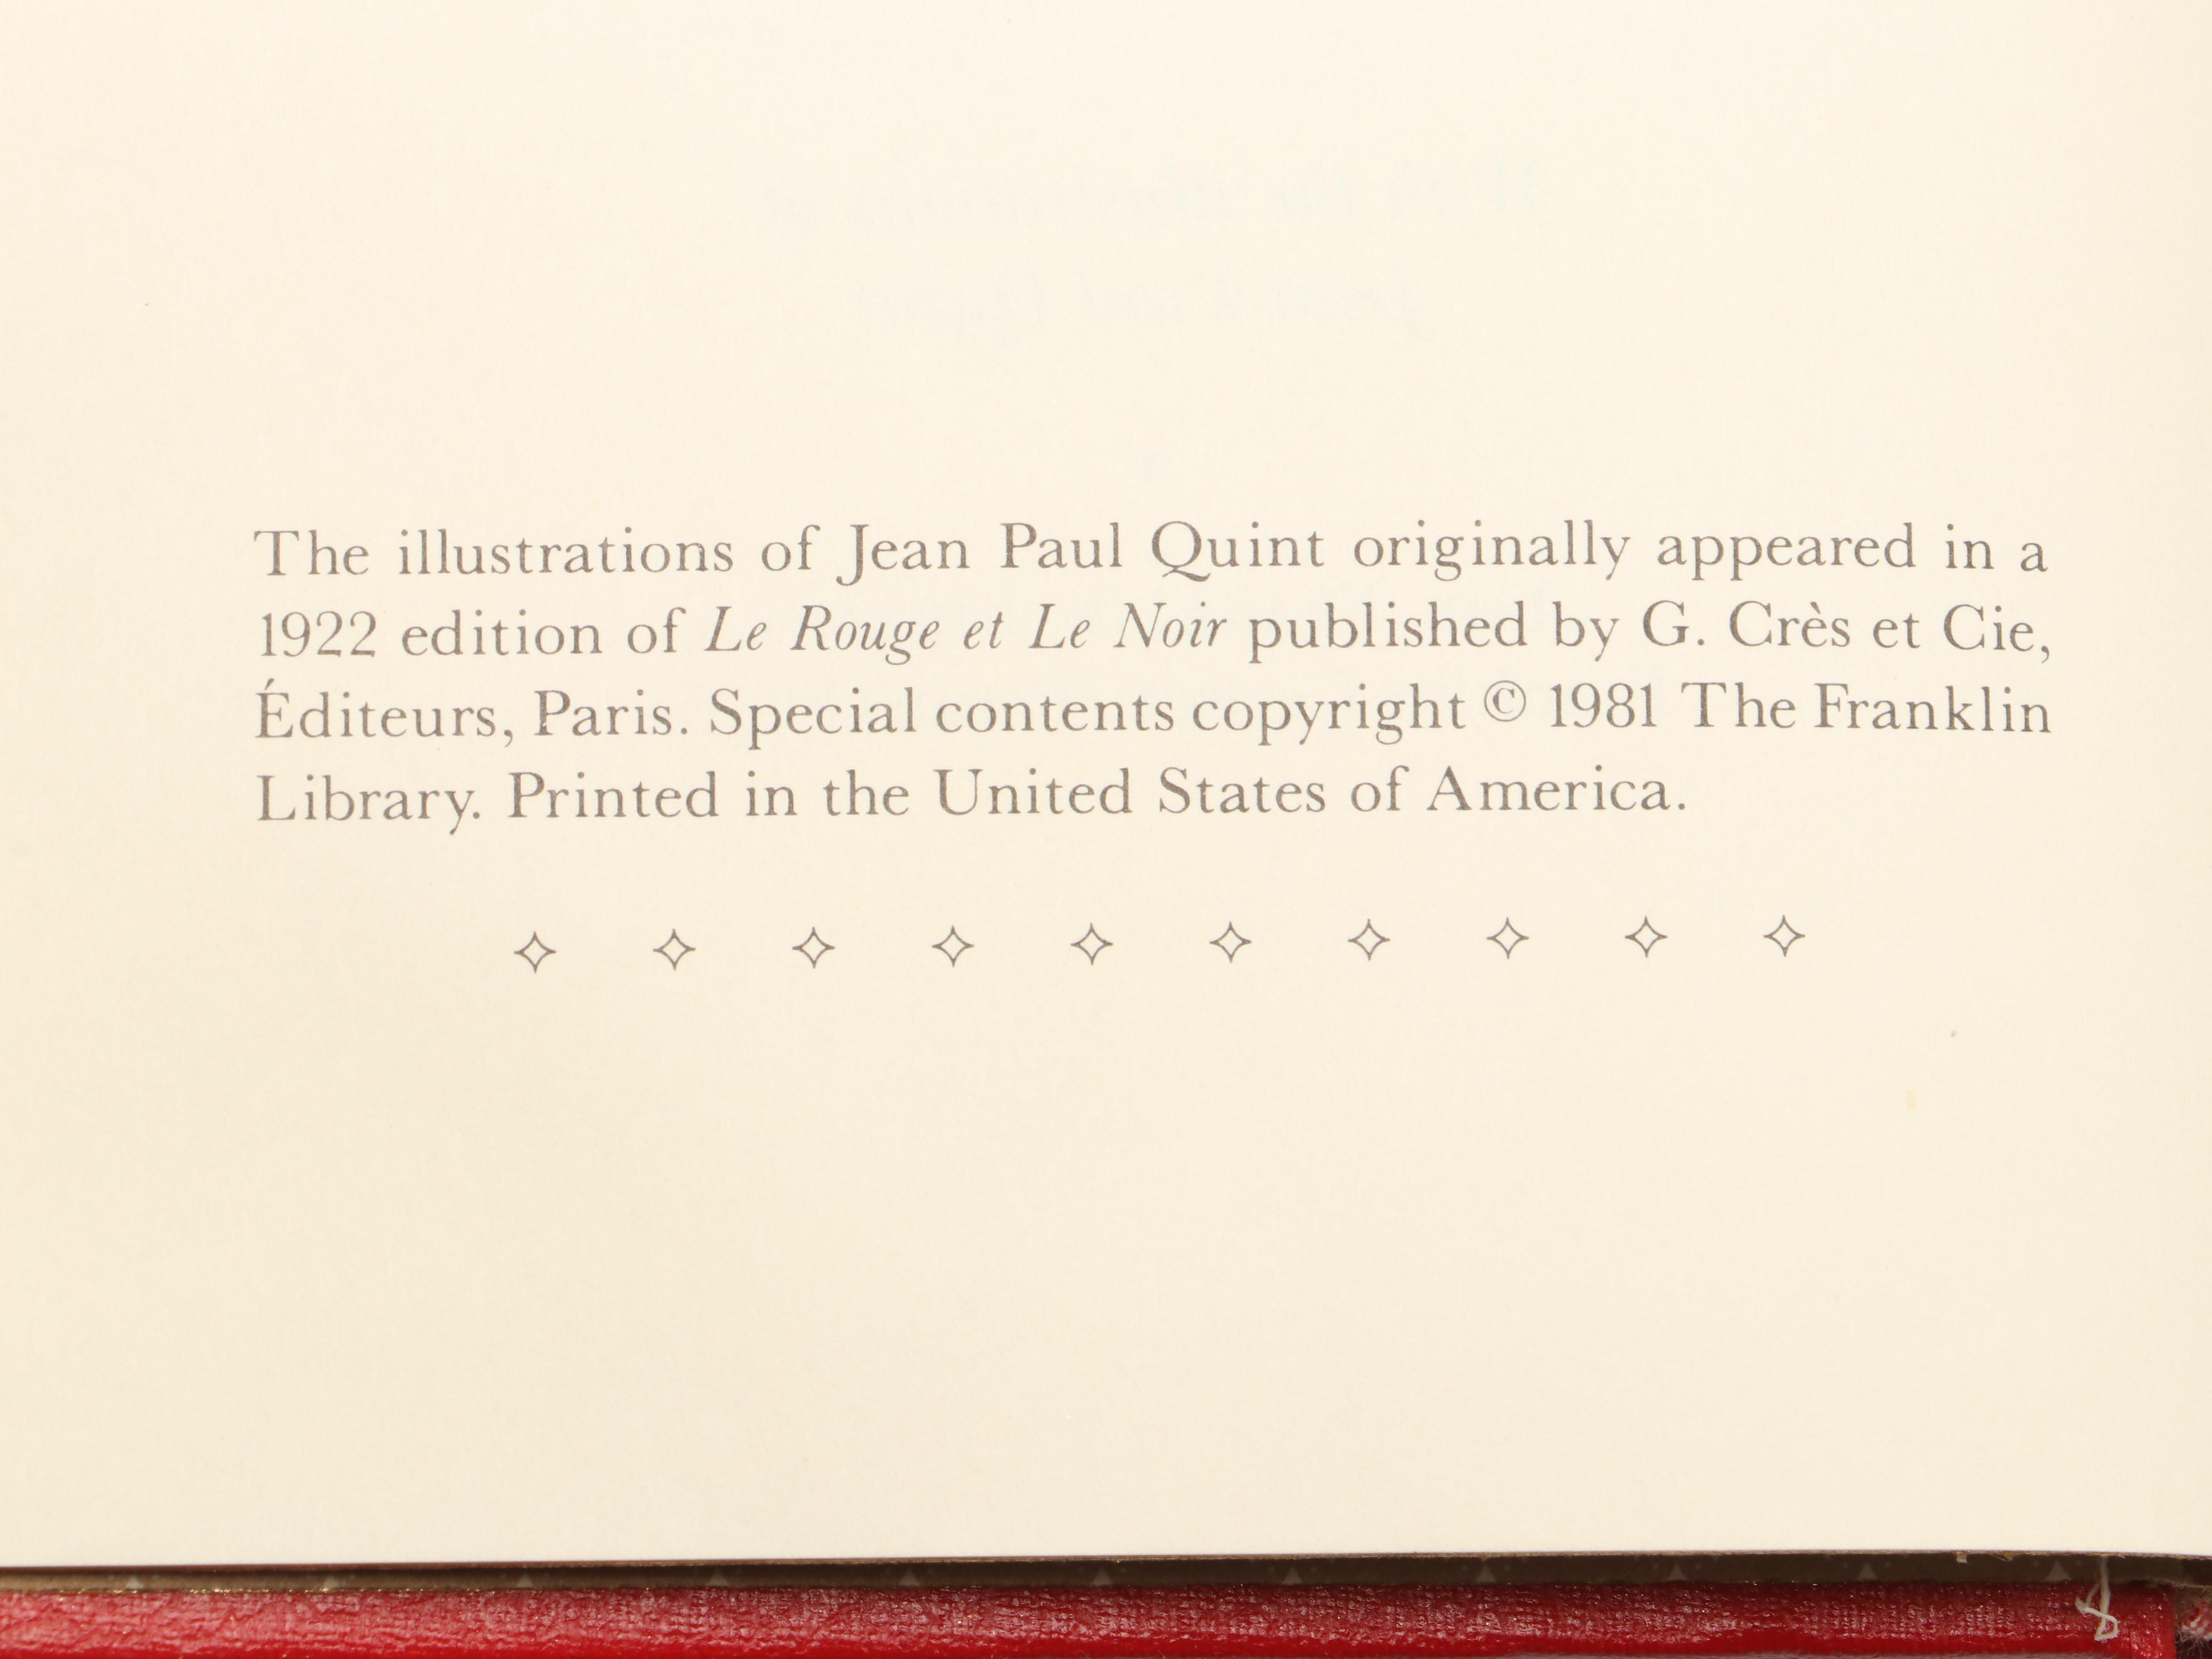 The illustrations of Jean Paul Quint originally appeared in a
1922 edition of Le Rouge et Le Noir published by G. Crès et Cie,
Éditeurs, Paris. Special contents copyright © 1981 The Franklin
Library. Printed in the United States of America.